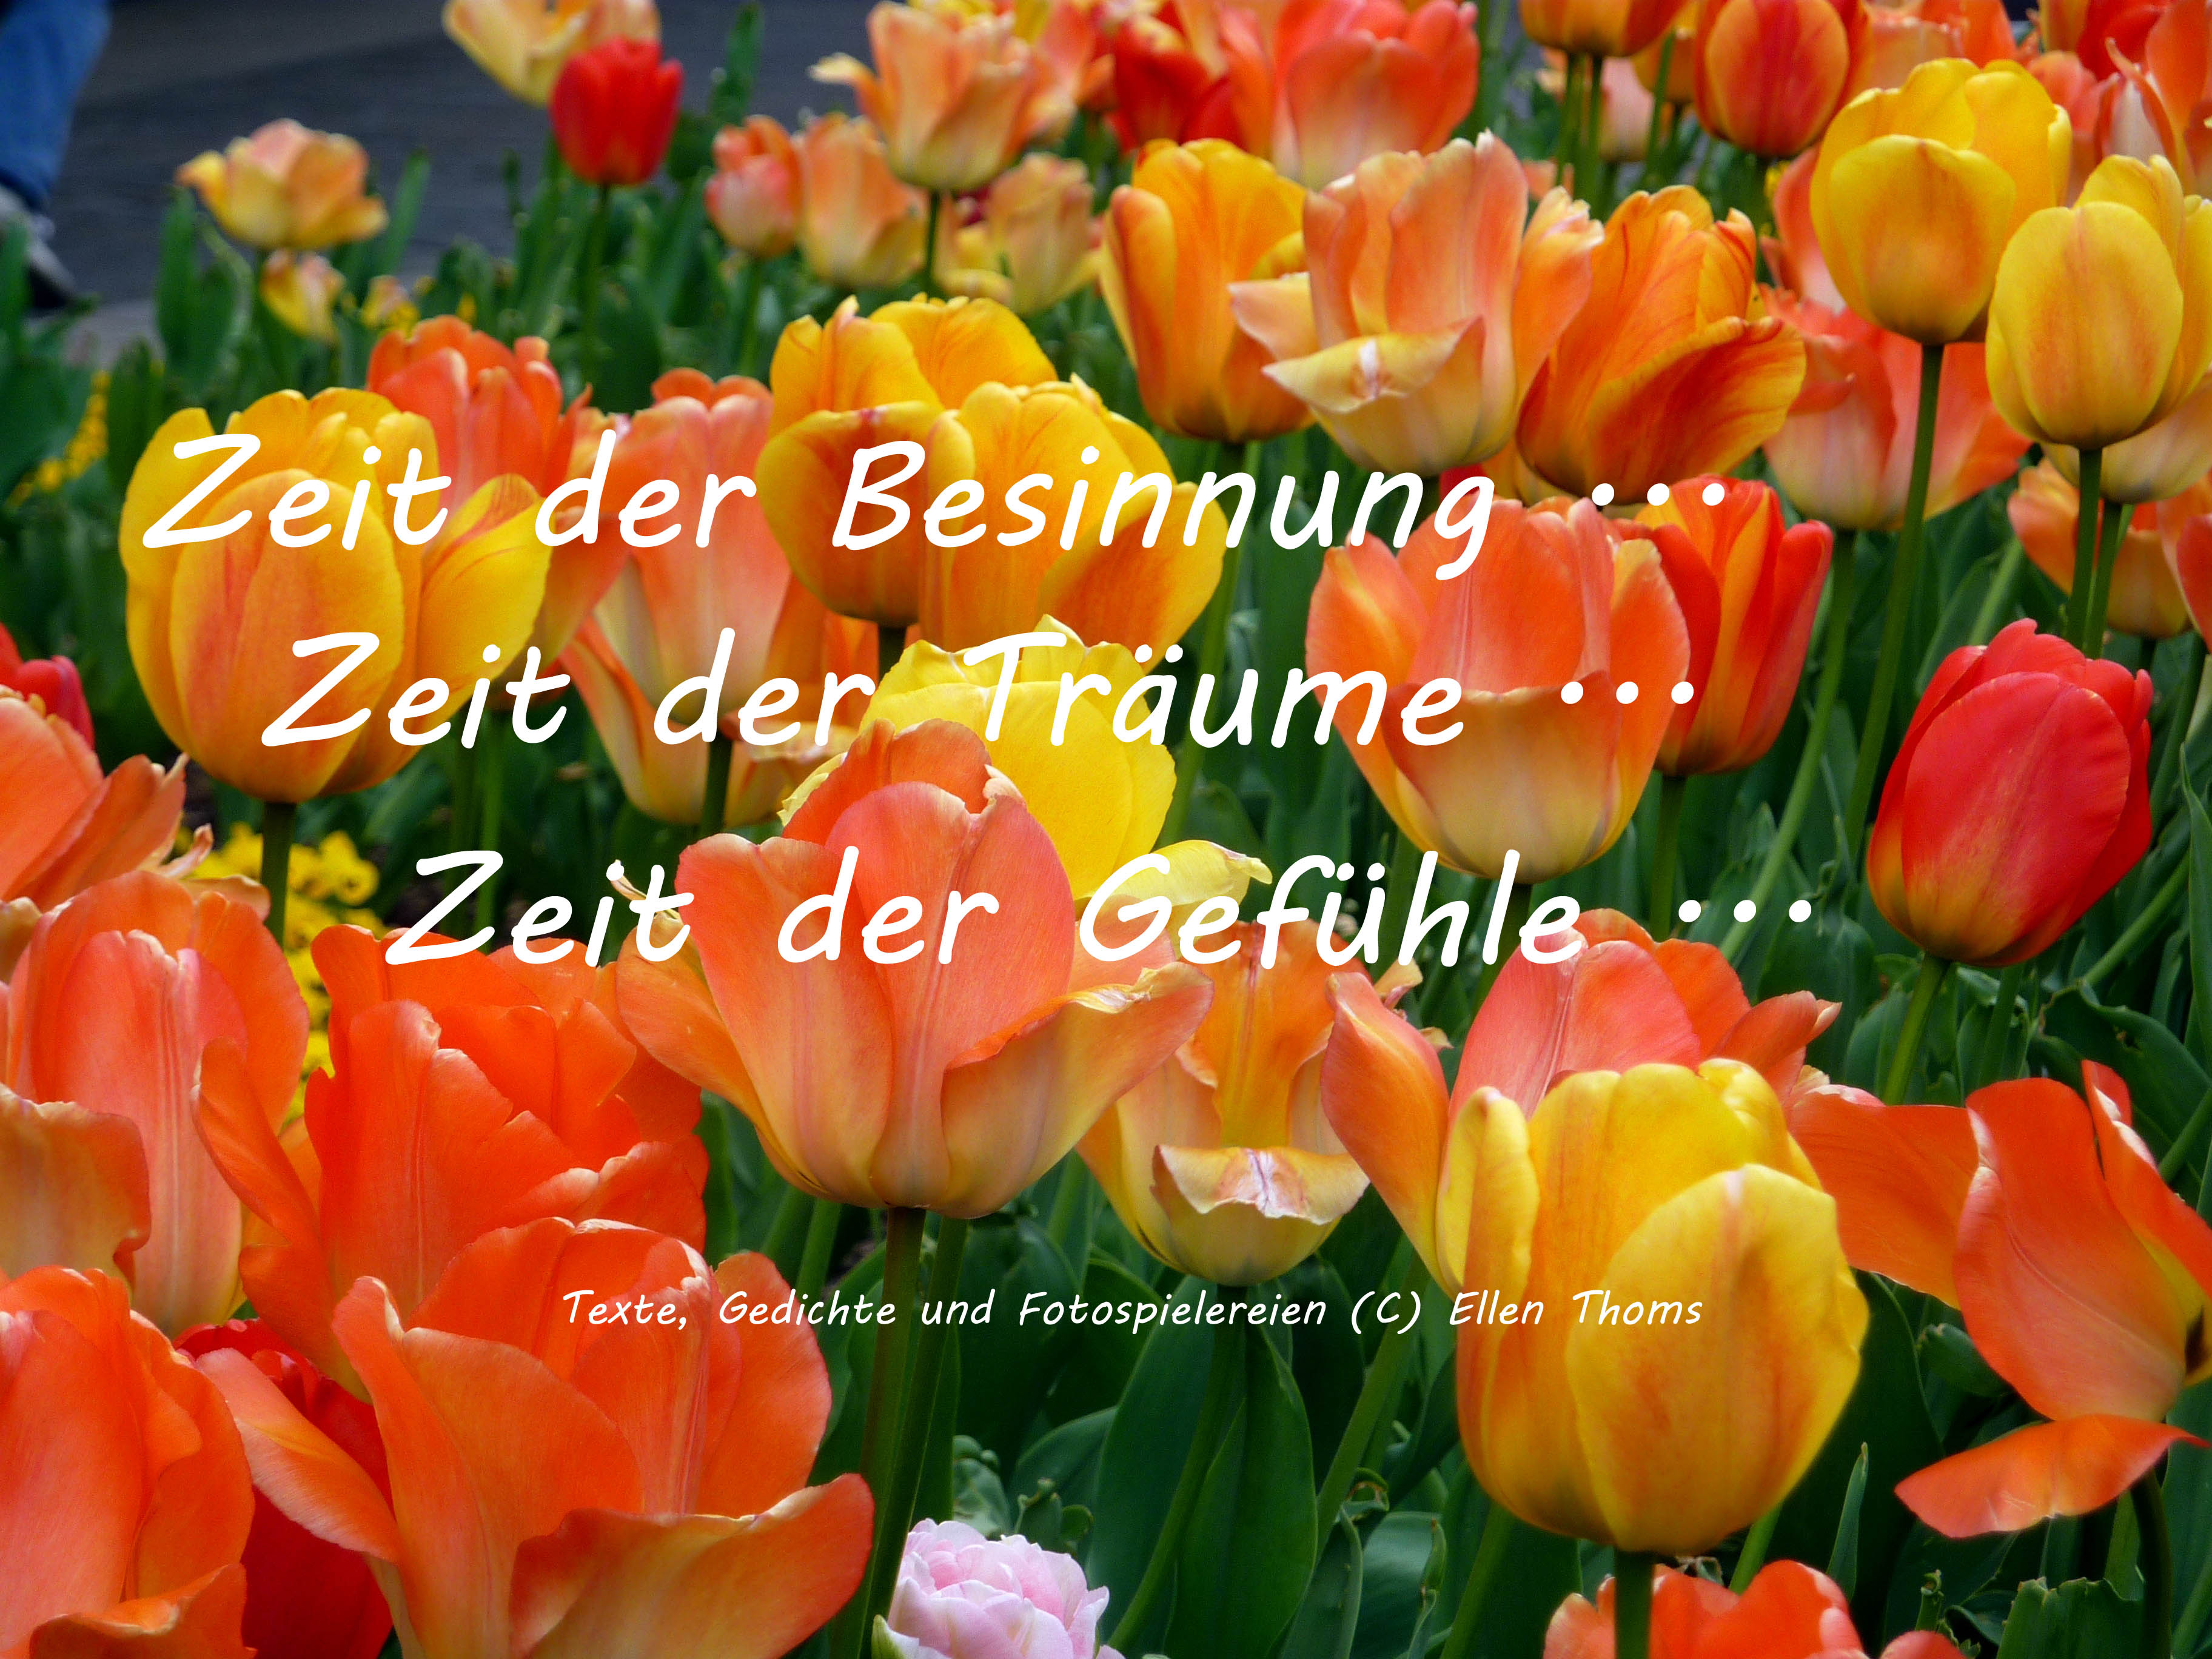 Zeit der Besinnung ...
Zeit der Träume ...
Zeit der Gefühle ...
Texte, Gedichte und Fotospielereien (C) Ellen Thoms